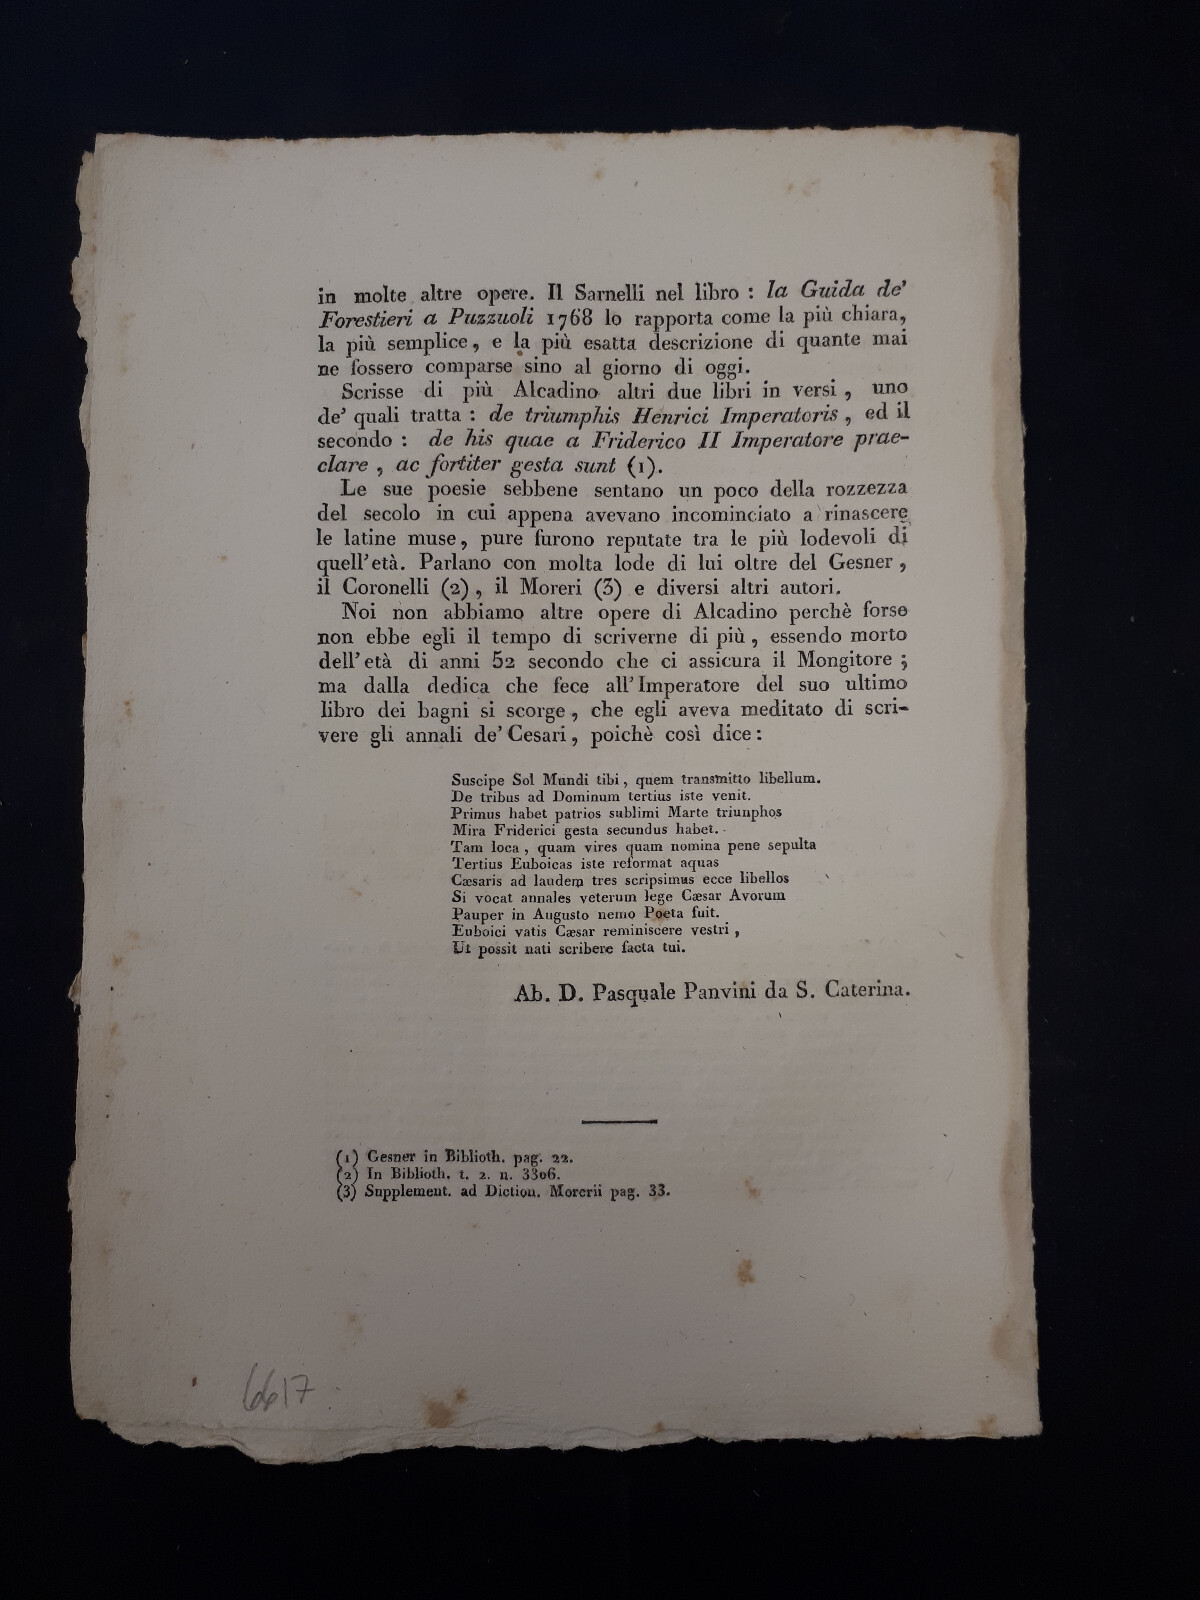 in molte altre opere. Il Sarnelli nel libro : la Guida de'
Forestieri a Puzzuoli 1768 lo rapporta come la più chiara,
la più semplice, e la più esatta descrizione di quante mai
ne fossero comparse sino al giorno di oggi.
Scrisse di più Alcadino altri due libri in versi, uno
de' quali tratta : de triumphis Henrici Imperatoris, ed il
secondo : de his quae a Friderico II Imperatore prae-
clare, ac fortiter gesta sunt (1).
Le sue poesie sebbene sentano un poco della rozzezza
del secolo in cui appena avevano incominciato a rinascere
le latine muse, pure furono reputate tra le più lodevoli di
quell'età. Parlano con molta lode di lui oltre del Gesner,
il Coronelli (2), il Moreri (3) e diversi altri autori.
Noi non abbiamo altre opere di Alcadino perchè forse
non ebbe egli il tempo di scriverne di più, essendo morto
dell'età di anni 52 secondo che ci assicura il Mongitore ;
ma dalla dedica che fece all'Imperatore del suo ultimo
libro dei bagni si scorge, che egli aveva meditato di scri-
vere gli annali de' Cesari, poichè così dice :
Suscipe Sol Mundi tibi, quem transmitto libellum.
De tribus ad Dominum tertius iste venit.
Primus habet patrios sublimi Marte triunphos
Mira Friderici gesta secundus habet.
Tam loca, quam vires quam nomina pene sepulta
Tertius Euboicas iste reformat aquas
Cæsaris ad laudem tres scripsimus ecce libellos
Si vocat annales veterum lege Cæsar Avorum
Pauper in Augusto nemo Poeta fuit.
Euboici vatis Cæsar reminiscere vestri,
Ut possit nati scribere facta tui.
Ab. D. Pasquale Panvini da S. Caterina.
(1) Gesner in Biblioth. pag. 22.
(2) In Biblioth. t. 2. n. 3306.
(3) Supplement. ad Diction. Morerii pag. 33.
6617